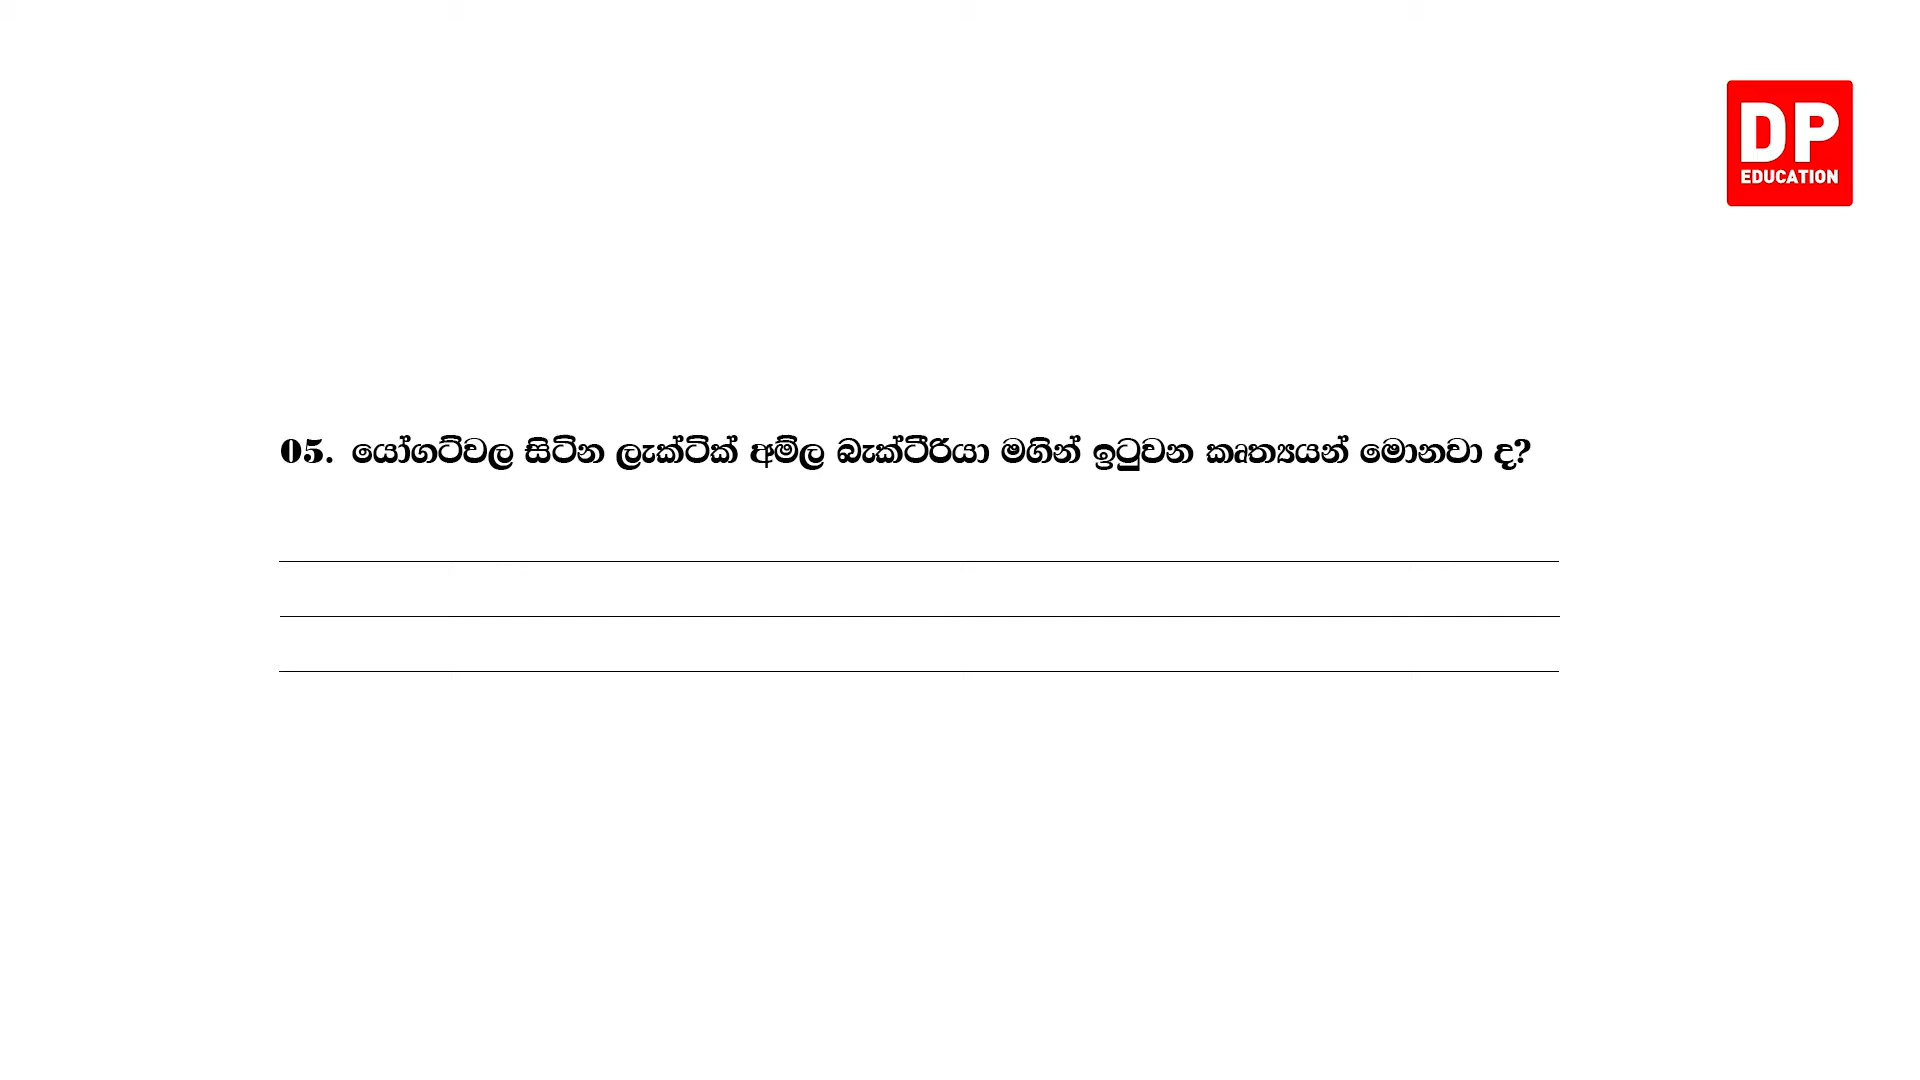 DP
EDUCATION
05. යෝගට්වල සිටින ලැක්ටික් අම්ල බැක්ටීරියා මගින් ඉටුවන කෘත්‍යයන් මොනවා ද?